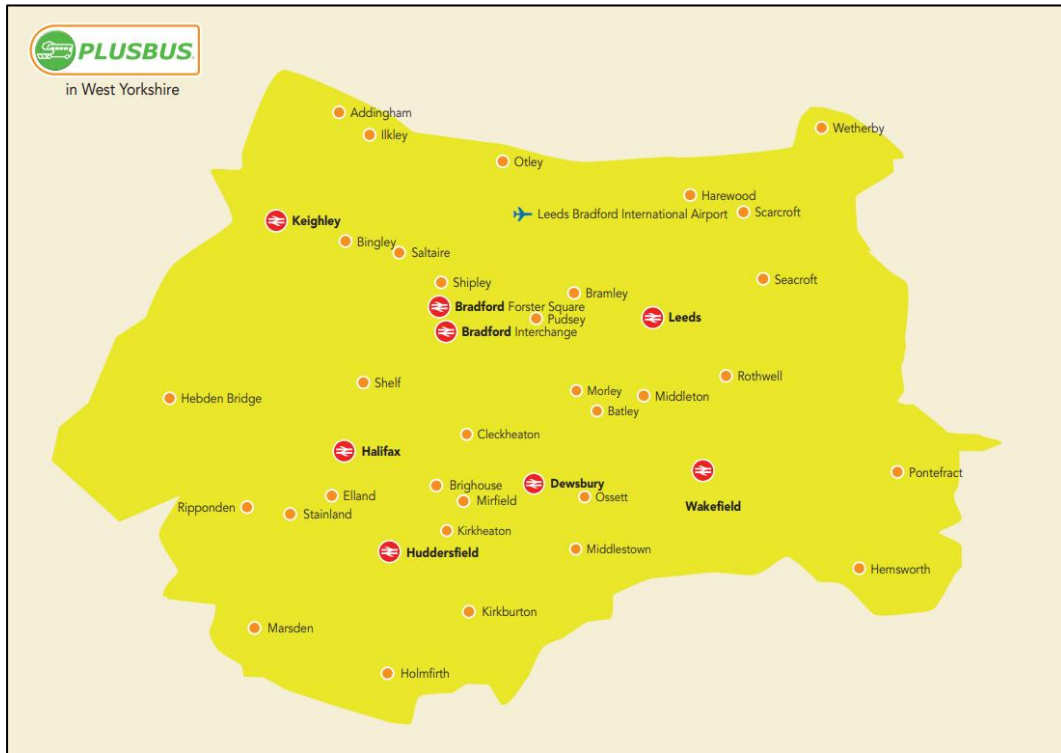 PLUSBUS
in West Yorkshire
Addingham
Ilkley
Wetherby
Otley
Harewood
Leeds Bradford International Airport
Scarcroft
Keighley
Bingley
Saltaire
Shipley
Seacroft
Bramley
Bradford Forster Square
Pudsey
Leeds
Bradford Interchange
Shelf
Rothwell
Hebden Bridge
Morley
Middleton
Batley
Cleckheaton
Halifax
Pontefract
Brighouse
Dewsbury
Elland
Mirfield
Ossett
Wakefield
Ripponden
Stainland
Kirkheaton
Huddersfield
Middlestown
Hemsworth
Kirkburton
Marsden
Holmfirth